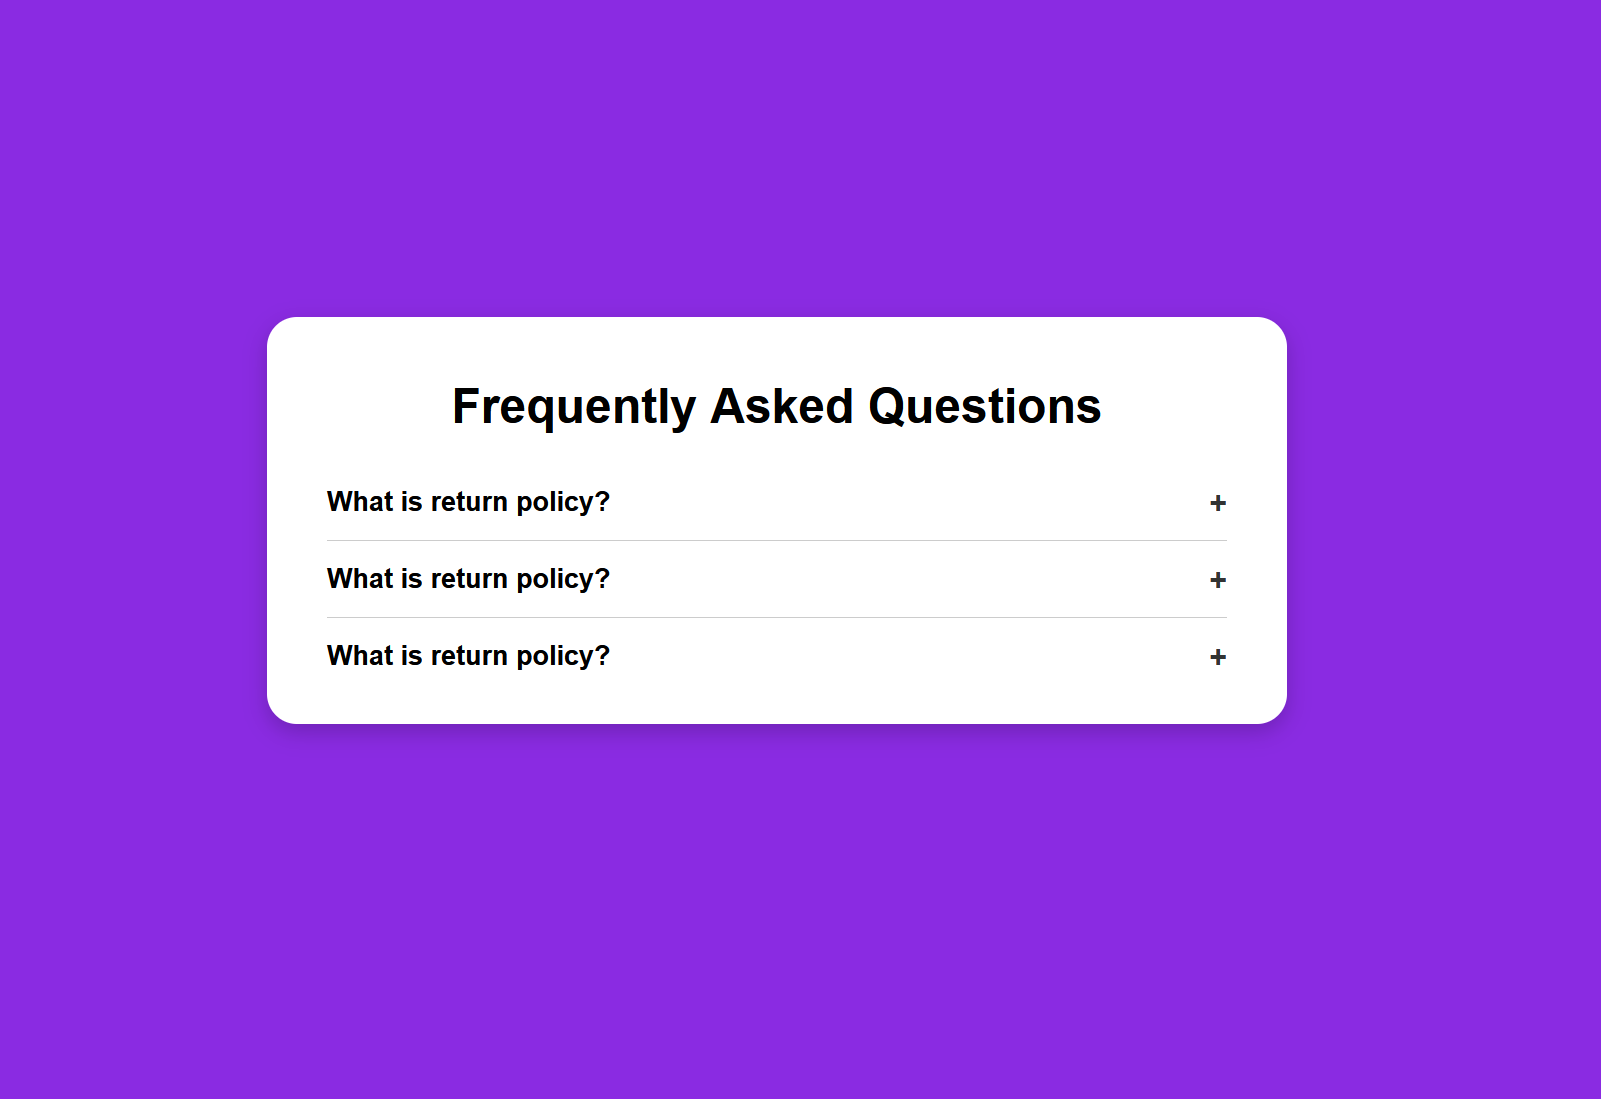 Frequently Asked Questions
What is return policy? +
What is return policy? +
What is return policy? +